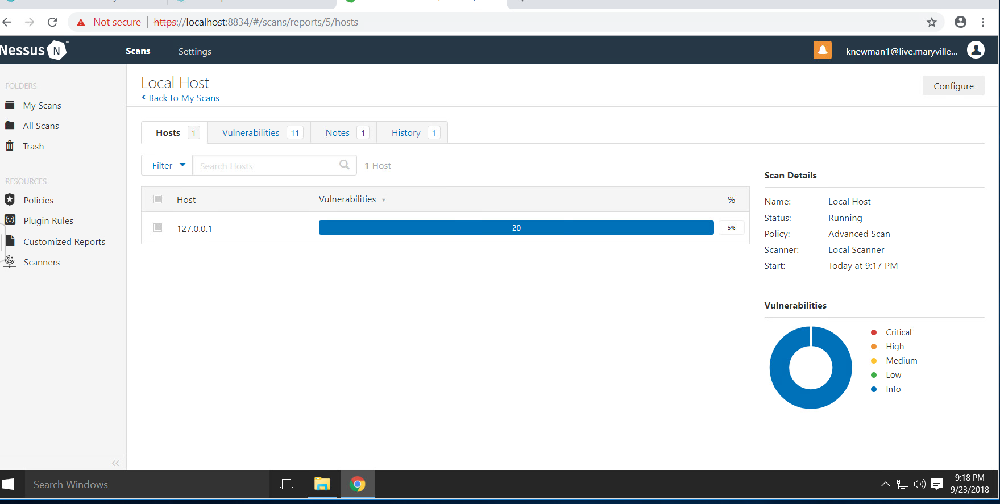 Not secure https://localhost:8834/#/scans/reports/5/hosts
Nessus N ™ Scans Settings knewman1@live.maryville...
FOLDERS
My Scans
All Scans
Trash
RESOURCES
Policies
Plugin Rules
Customized Reports
Scanners
Local Host
Back to My Scans
Configure
Hosts 1 Vulnerabilities 11 Notes 1 History 1
Filter Search Hosts 1 Host
Host Vulnerabilities %
127.0.0.1 20 5%
Scan Details
Name: Local Host
Status: Running
Policy: Advanced Scan
Scanner: Local Scanner
Start: Today at 9:17 PM
Vulnerabilities
Critical
High
Medium
Low
Info
Search Windows
9:18 PM
9/23/2018